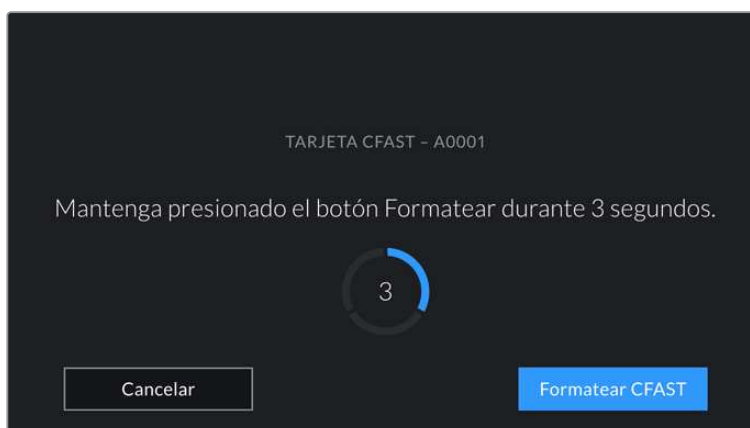 TARJETA CFAST – A0001
Mantenga presionado el botón Formatear durante 3 segundos.
3
Cancelar
Formatear CFAST